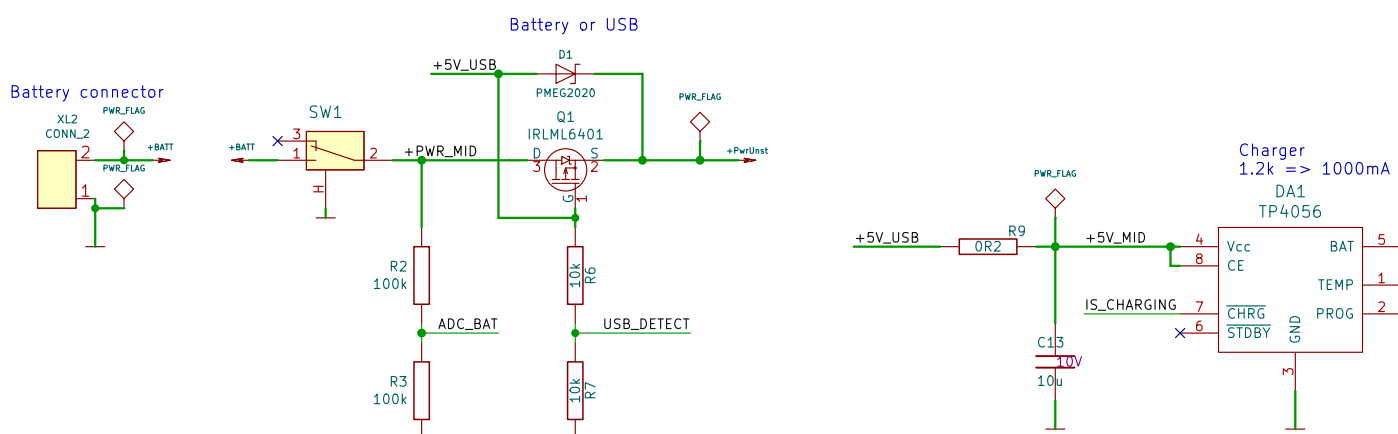 Battery or USB
Battery connector
PWR_FLAG
XL2
CONN_2
2
+BATT
PWR_FLAG
1
SW1
+BATT
3
1
2
H
+5V_USB
D1
PMEG2020
Q1
IRLML6401
+PWR_MID
D
S
3
2
G
1
PWR_FLAG
+PwrUnst
R2
100k
ADC_BAT
R3
100k
10k
R6
USB_DETECT
10k
R7
Charger
1.2k => 1000mA
DA1
TP4056
PWR_FLAG
+5V_USB
R9
0R2
+5V_MID
4
Vcc
BAT
5
8
CE
TEMP
1
IS_CHARGING
7
CHRG
PROG
2
6
STDBY
GND
3
C13
10V
10u